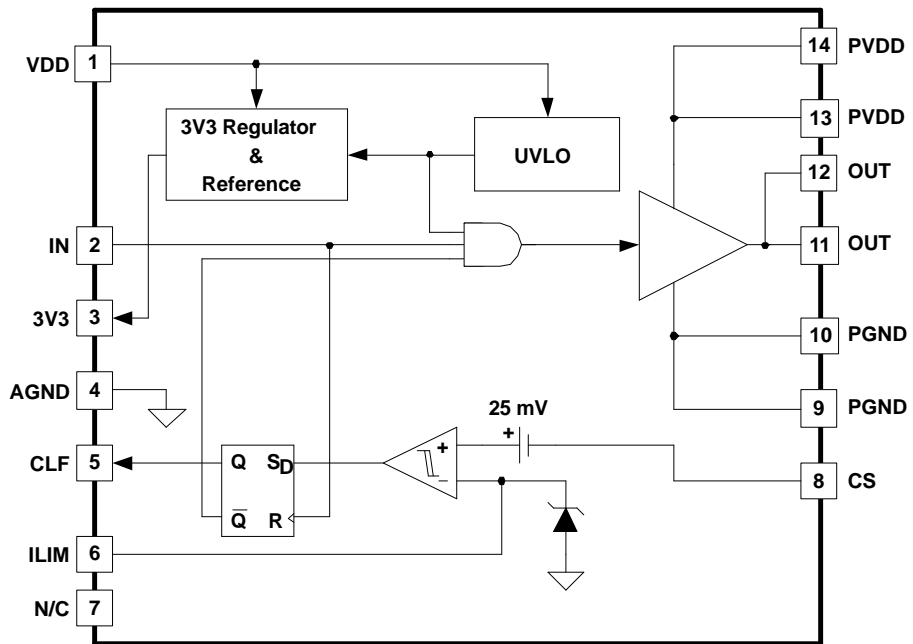 VDD 1
14 PVDD
3V3 Regulator
&
Reference
UVLO
13 PVDD
12 OUT
IN 2
11 OUT
3V3 3
10 PGND
AGND 4
25 mV
9 PGND
+
+
CLF 5
Q SD
–
8 CS
Q̅ R
ILIM 6
N/C 7